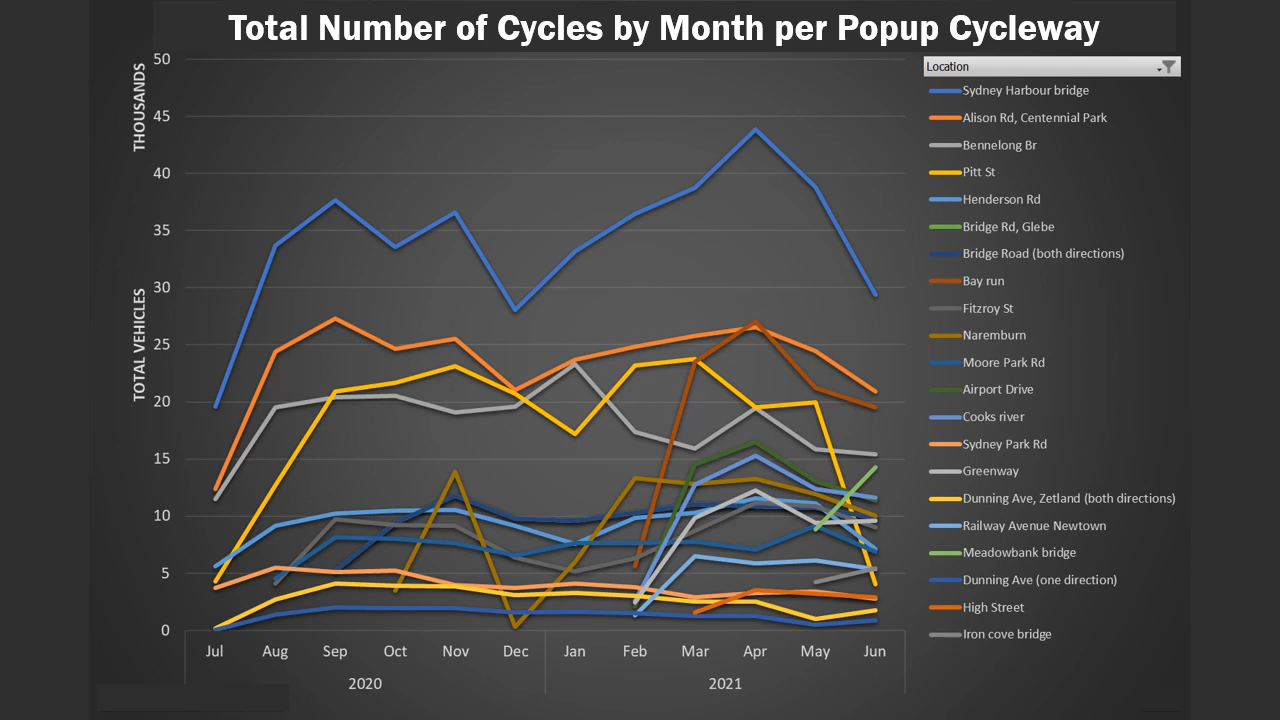 Total Number of Cycles by Month per Popup Cycleway
THOUSANDS
TOTAL VEHICLES
50
45
40
35
30
25
20
15
10
5
0
Jul Aug Sep Oct Nov Dec Jan Feb Mar Apr May Jun
2020 2021
Location
Sydney Harbour bridge
Alison Rd, Centennial Park
Bennelong Br
Pitt St
Henderson Rd
Bridge Rd, Glebe
Bridge Road (both directions)
Bay run
Fitzroy St
Naremburn
Moore Park Rd
Airport Drive
Cooks river
Sydney Park Rd
Greenway
Dunning Ave, Zetland (both directions)
Railway Avenue Newtown
Meadowbank bridge
Dunning Ave (one direction)
High Street
Iron cove bridge